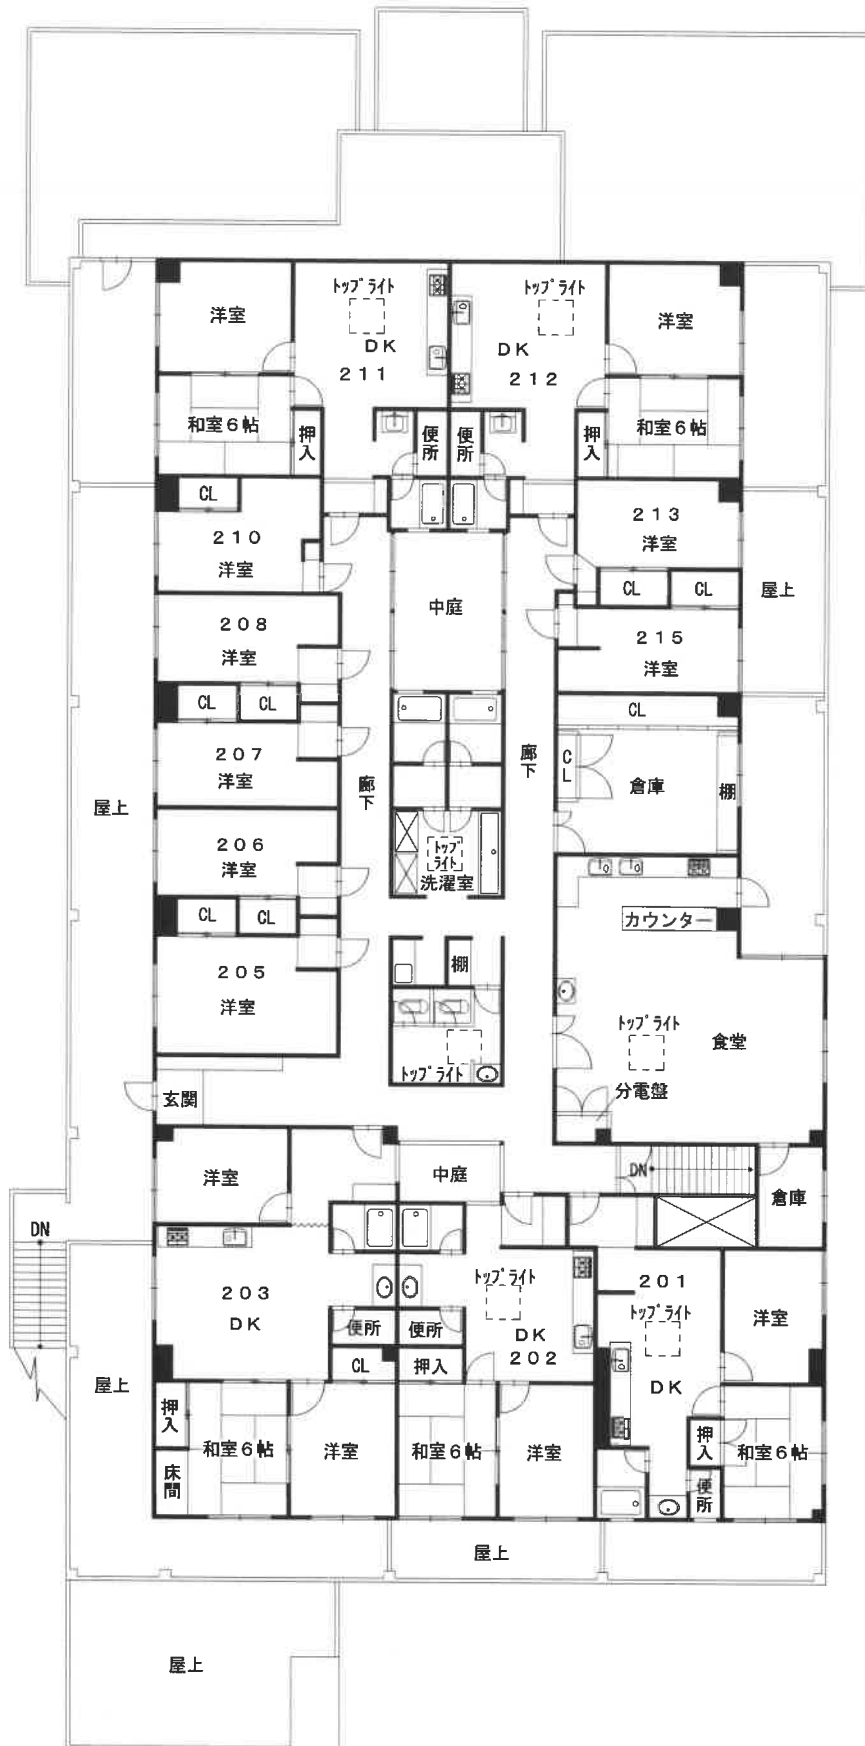 トップライト
トップライト
洋室
洋室
DK
DK
211
212
和室6帖
押入
便所
便所
押入
和室6帖
CL
210
洋室
213
洋室
CL
CL
屋上
中庭
208
洋室
215
洋室
CL
CL
CL
207
洋室
廊下
廊下
CL
倉庫
棚
屋上
206
洋室
トップライト
洗濯室
CL
CL
カウンター
205
洋室
棚
トップライト
食堂
トップライト
分電盤
玄関
洋室
中庭
DN
倉庫
DN
203
DK
トップライト
201
トップライト
洋室
便所
便所
DK
202
CL
押入
DK
屋上
押入
和室6帖
洋室
和室6帖
洋室
押入
和室6帖
床間
便所
屋上
屋上